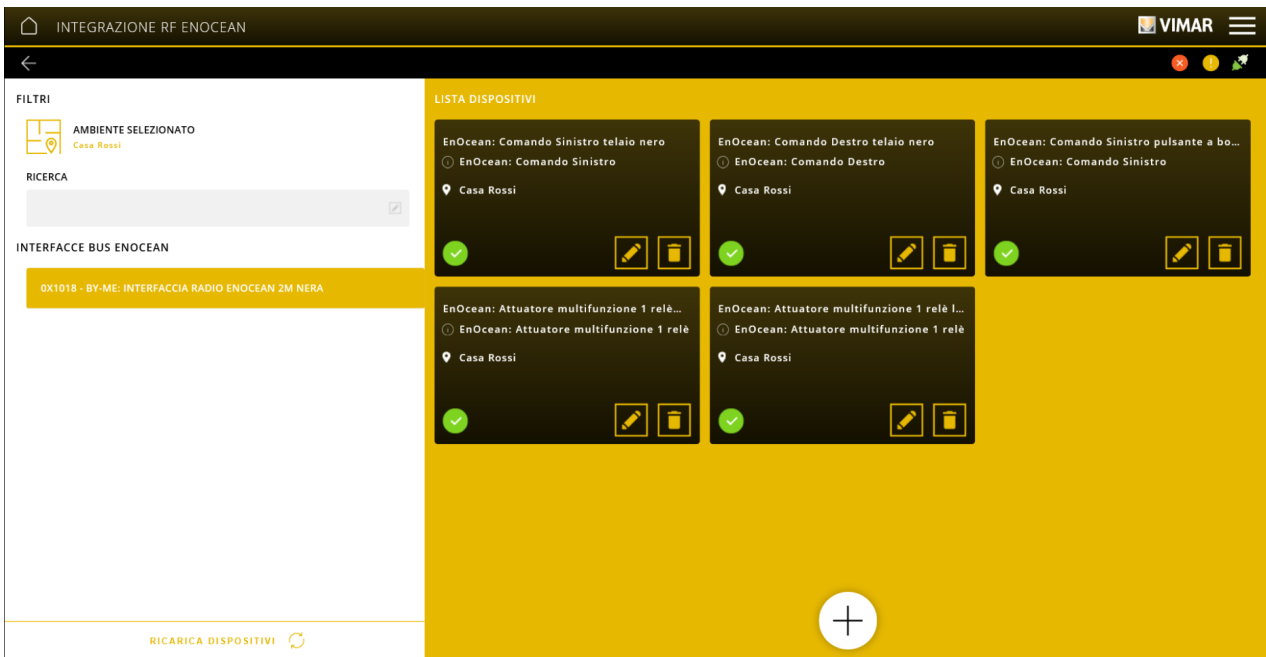 INTEGRAZIONE RF ENOCEAN
VIMAR
FILTRI
AMBIENTE SELEZIONATO
Casa Rossi
RICERCA
INTERFACCE BUS ENOCEAN
0X1018 - BY-ME: INTERFACCIA RADIO ENOCEAN 2M NERA
RICARICA DISPOSITIVI
LISTA DISPOSITIVI
EnOcean: Comando Sinistro telaio nero
EnOcean: Comando Sinistro
Casa Rossi
EnOcean: Comando Destro telaio nero
EnOcean: Comando Destro
Casa Rossi
EnOcean: Comando Sinistro pulsante a bo...
EnOcean: Comando Sinistro
Casa Rossi
EnOcean: Attuatore multifunzione 1 relè...
EnOcean: Attuatore multifunzione 1 relè
Casa Rossi
EnOcean: Attuatore multifunzione 1 relè l...
EnOcean: Attuatore multifunzione 1 relè
Casa Rossi